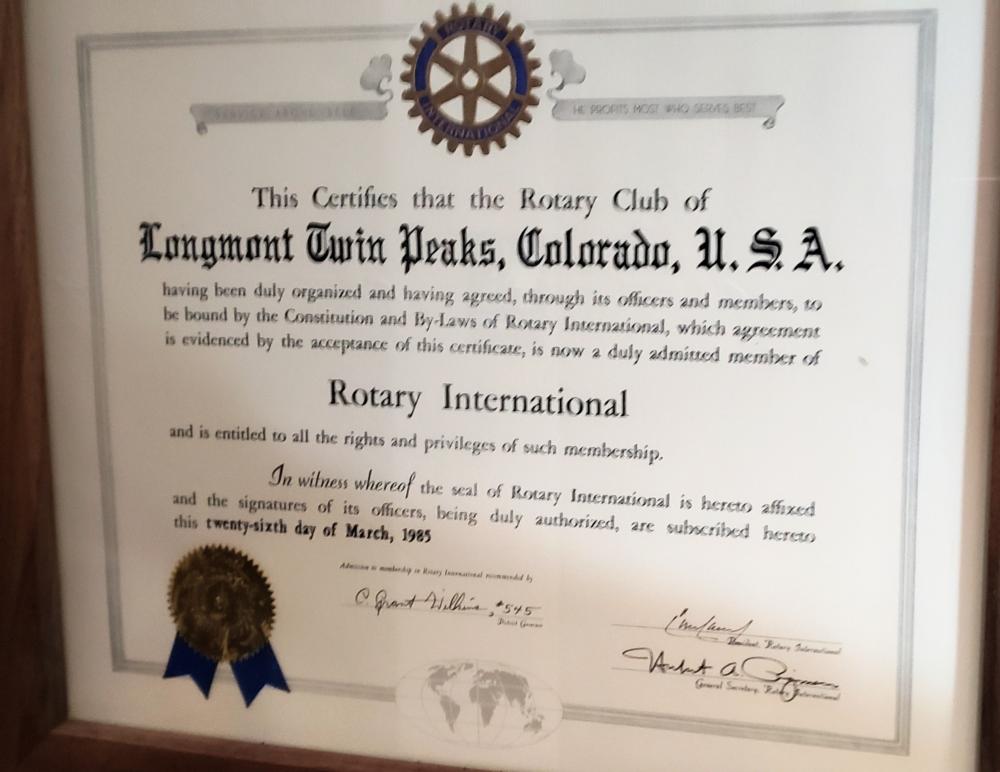 ROTARY
INTERNATIONAL
SERVICE ABOVE SELF
HE PROFITS MOST WHO SERVES BEST
This Certifies that the Rotary Club of
Longmont Twin Peaks, Colorado, U. S. A.
having been duly organized and having agreed, through its officers and members, to
be bound by the Constitution and By-Laws of Rotary International, which agreement
is evidenced by the acceptance of this certificate, is now a duly admitted member of
Rotary International
and is entitled to all the rights and privileges of such membership.
In witness whereof the seal of Rotary International is hereto affixed
and the signatures of its officers, being duly authorized, are subscribed hereto
this twenty-sixth day of March, 1985
Admission to membership in Rotary International recommended by
C. Grant Wilkins, #545
District Governor
President, Rotary International
Herbert A.
General Secretary, Rotary International